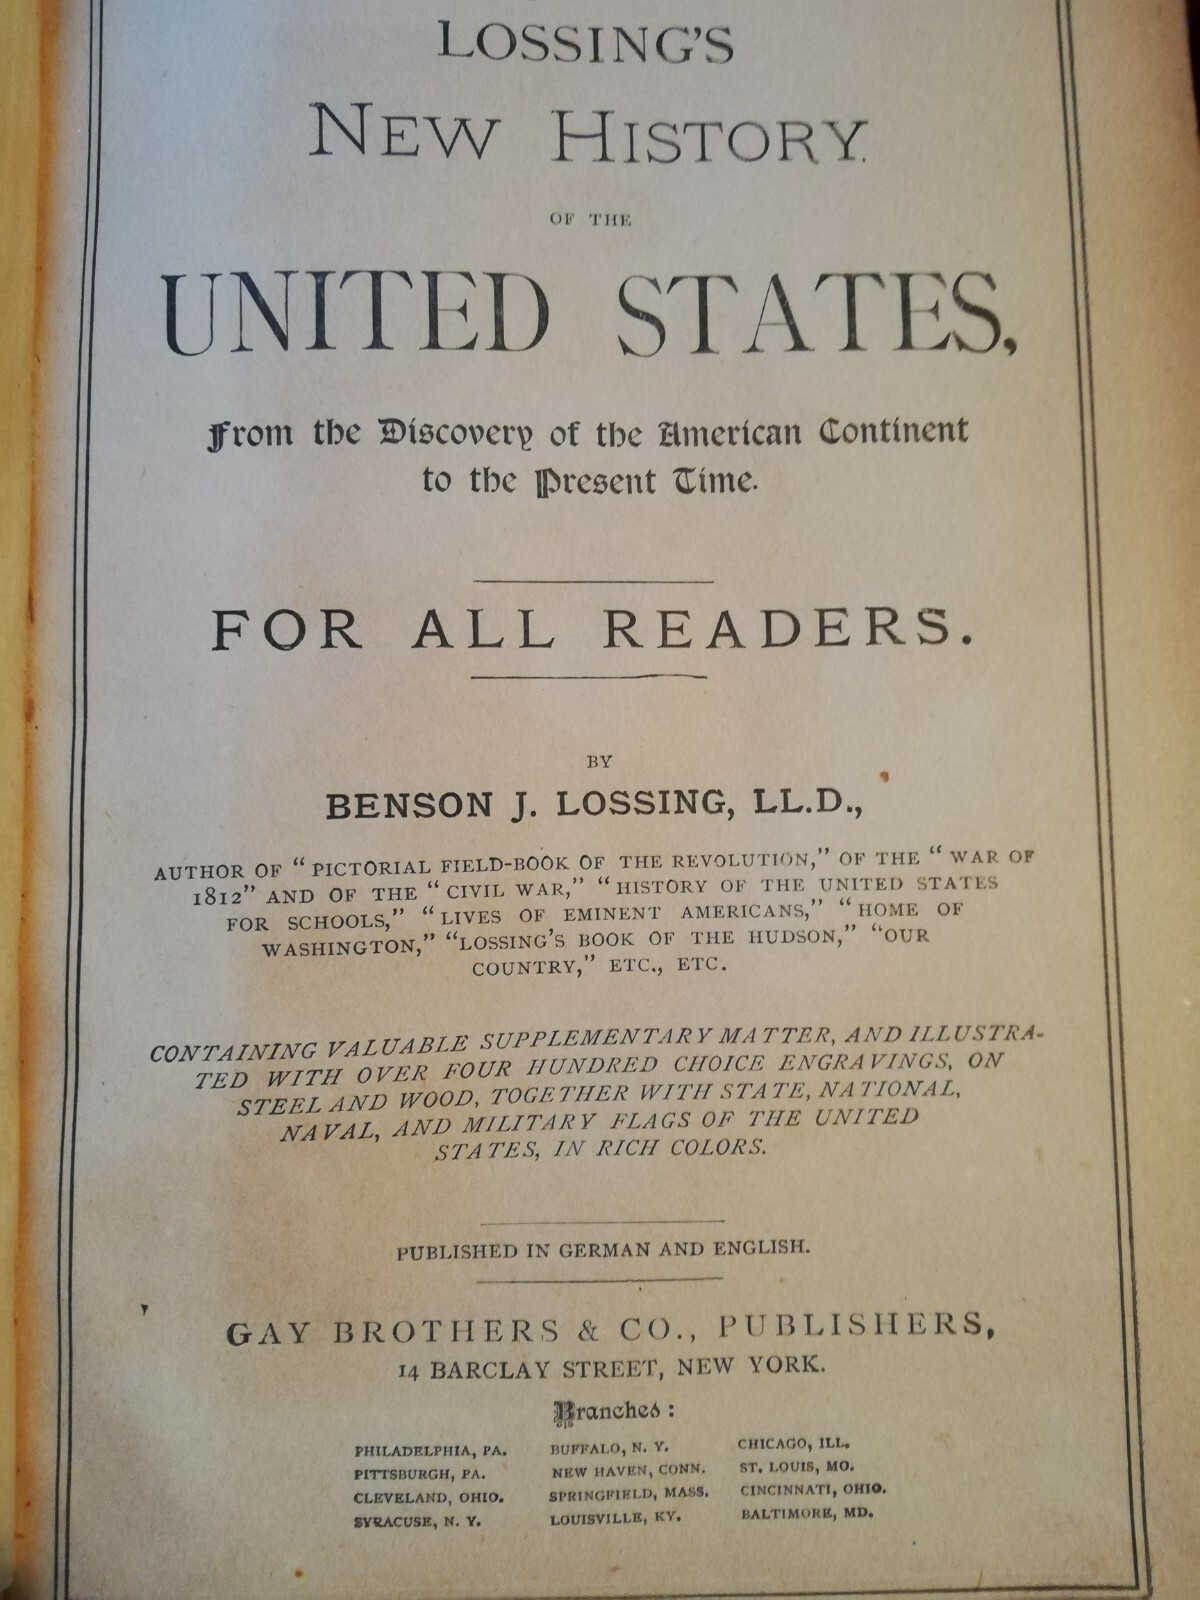 LOSSING'S
NEW HISTORY.
OF THE
UNITED STATES,
From the Discovery of the American Continent
to the Present Time.
FOR ALL READERS.
BY
BENSON J. LOSSING, LL.D.,
AUTHOR OF "PICTORIAL FIELD-BOOK OF THE REVOLUTION," OF THE "WAR OF
1812" AND OF THE "CIVIL WAR," "HISTORY OF THE UNITED STATES
FOR SCHOOLS," "LIVES OF EMINENT AMERICANS," "HOME OF
WASHINGTON," "LOSSING'S BOOK OF THE HUDSON," "OUR
COUNTRY," ETC., ETC.
CONTAINING VALUABLE SUPPLEMENTARY MATTER, AND ILLUSTRA-
TED WITH OVER FOUR HUNDRED CHOICE ENGRAVINGS, ON
STEEL AND WOOD, TOGETHER WITH STATE, NATIONAL,
NAVAL, AND MILITARY FLAGS OF THE UNITED
STATES, IN RICH COLORS.
PUBLISHED IN GERMAN AND ENGLISH.
GAY BROTHERS & CO., PUBLISHERS,
14 BARCLAY STREET, NEW YORK.
Branches:
PHILADELPHIA, PA. BUFFALO, N. Y. CHICAGO, ILL.
PITTSBURGH, PA. NEW HAVEN, CONN. ST. LOUIS, MO.
CLEVELAND, OHIO. SPRINGFIELD, MASS. CINCINNATI, OHIO.
SYRACUSE, N. Y. LOUISVILLE, KY. BALTIMORE, MD.